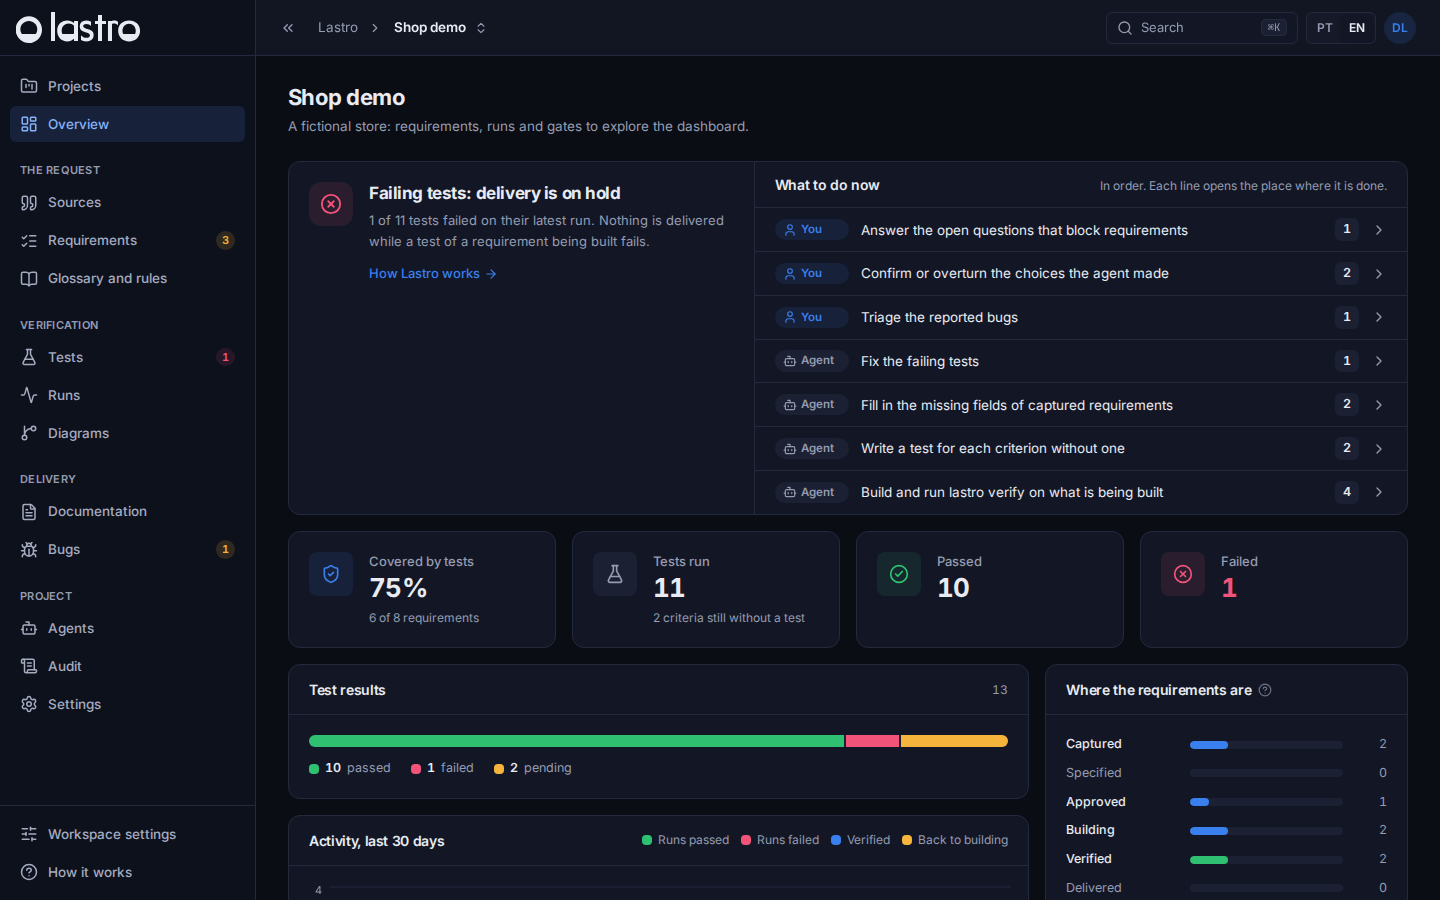 lastro
Projects
Overview
THE REQUEST
Sources
Requirements 3
Glossary and rules
VERIFICATION
Tests 1
Runs
Diagrams
DELIVERY
Documentation
Bugs 1
PROJECT
Agents
Audit
Settings
Workspace settings
How it works
Lastro Shop demo
Search ⌘K PT EN DL
Shop demo
A fictional store: requirements, runs and gates to explore the dashboard.
Failing tests: delivery is on hold
1 of 11 tests failed on their latest run. Nothing is delivered
while a test of a requirement being built fails.
How Lastro works →
What to do now In order. Each line opens the place where it is done.
You Answer the open questions that block requirements 1
You Confirm or overturn the choices the agent made 2
You Triage the reported bugs 1
Agent Fix the failing tests 1
Agent Fill in the missing fields of captured requirements 2
Agent Write a test for each criterion without one 2
Agent Build and run lastro verify on what is being built 4
Covered by tests
75%
6 of 8 requirements
Tests run
11
2 criteria still without a test
Passed
10
Failed
1
Test results 13
10 passed 1 failed 2 pending
Activity, last 30 days Runs passed Runs failed Verified Back to building
4
Where the requirements are ?
Captured 2
Specified 0
Approved 1
Building 2
Verified 2
Delivered 0